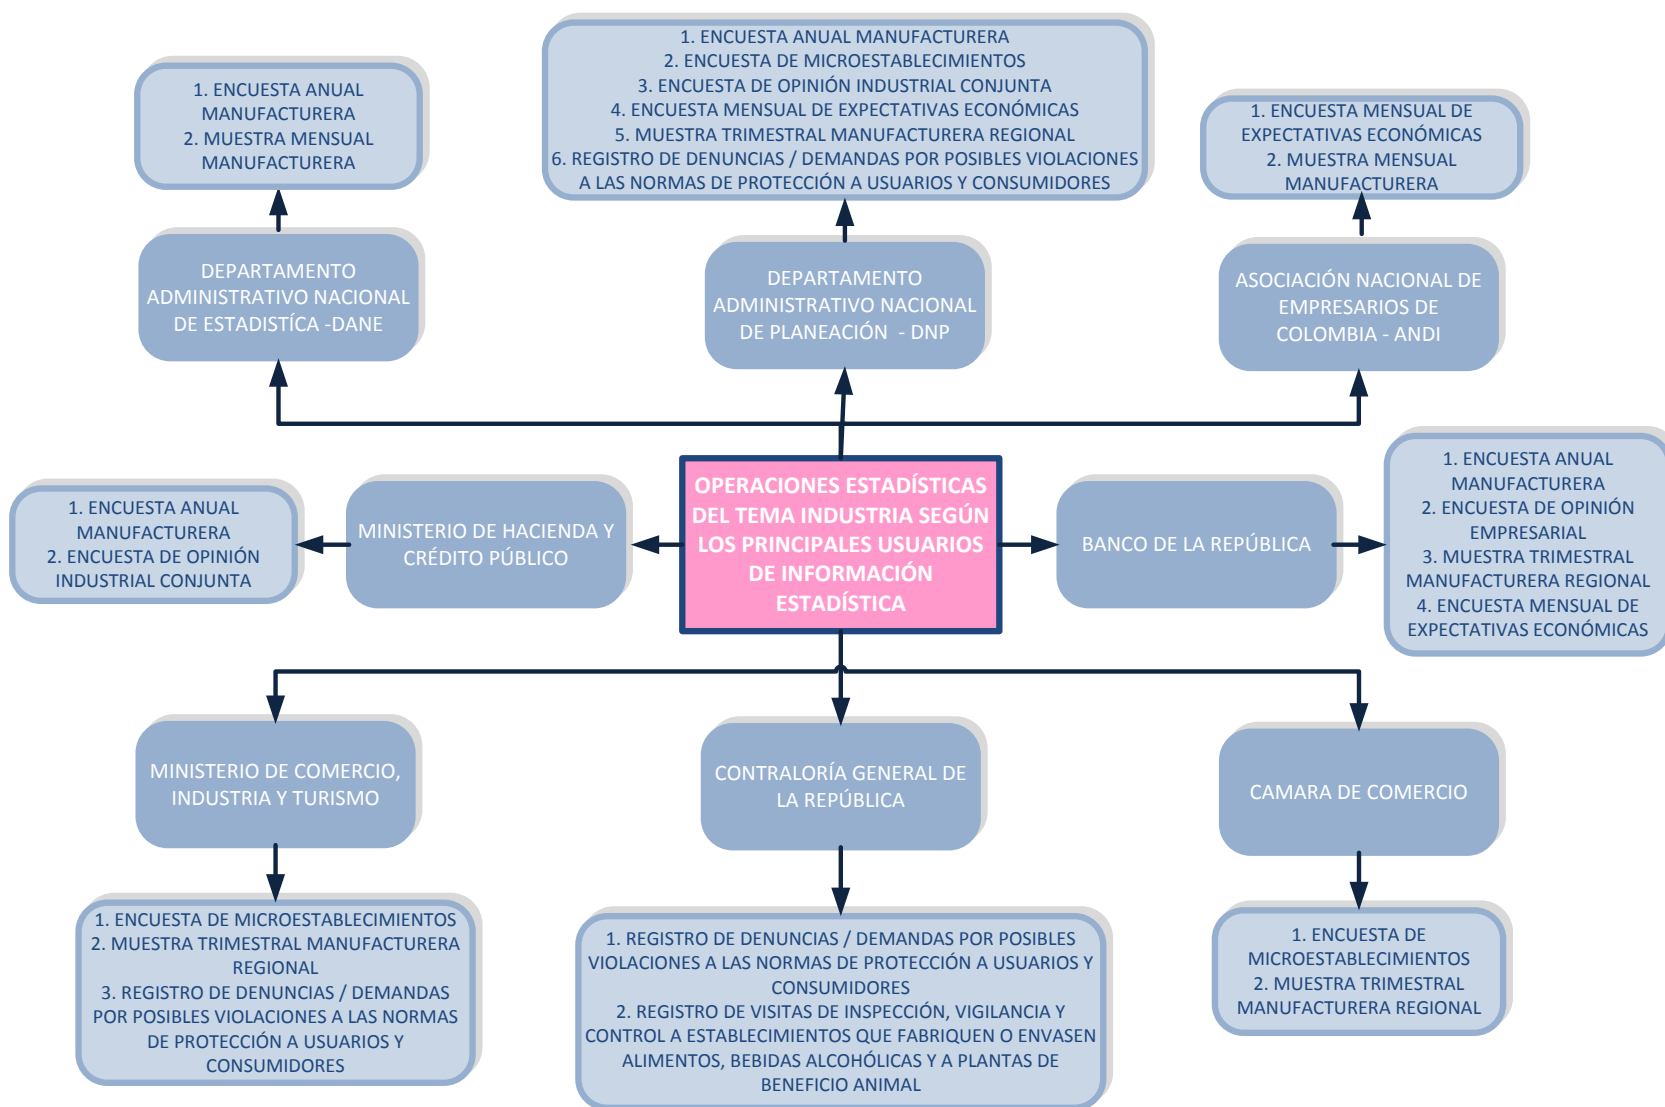 1. ENCUESTA ANUAL
MANUFACTURERA
2. MUESTRA MENSUAL
MANUFACTURERA
1. ENCUESTA ANUAL MANUFACTURERA
2. ENCUESTA DE MICROESTABLECIMIENTOS
3. ENCUESTA DE OPINIÓN INDUSTRIAL CONJUNTA
4. ENCUESTA MENSUAL DE EXPECTATIVAS ECONÓMICAS
5. MUESTRA TRIMESTRAL MANUFACTURERA REGIONAL
6. REGISTRO DE DENUNCIAS / DEMANDAS POR POSIBLES VIOLACIONES
A LAS NORMAS DE PROTECCIÓN A USUARIOS Y CONSUMIDORES
1. ENCUESTA MENSUAL DE
EXPECTATIVAS ECONÓMICAS
2. MUESTRA MENSUAL
MANUFACTURERA
DEPARTAMENTO
ADMINISTRATIVO NACIONAL
DE ESTADISTÍCA -DANE
DEPARTAMENTO
ADMINISTRATIVO NACIONAL
DE PLANEACIÓN  - DNP
ASOCIACIÓN NACIONAL DE
EMPRESARIOS DE
COLOMBIA - ANDI
1. ENCUESTA ANUAL
MANUFACTURERA
2. ENCUESTA DE OPINIÓN
INDUSTRIAL CONJUNTA
MINISTERIO DE HACIENDA Y
CRÉDITO PÚBLICO
OPERACIONES ESTADÍSTICAS
DEL TEMA INDUSTRIA SEGÚN
LOS PRINCIPALES USUARIOS
DE INFORMACIÓN
ESTADÍSTICA
BANCO DE LA REPÚBLICA
1. ENCUESTA ANUAL
MANUFACTURERA
2. ENCUESTA DE OPINIÓN
EMPRESARIAL
3. MUESTRA TRIMESTRAL
MANUFACTURERA REGIONAL
4. ENCUESTA MENSUAL DE
EXPECTATIVAS ECONÓMICAS
MINISTERIO DE COMERCIO,
INDUSTRIA Y TURISMO
CONTRALORÍA GENERAL DE
LA REPÚBLICA
CAMARA DE COMERCIO
1. ENCUESTA DE MICROESTABLECIMIENTOS
2. MUESTRA TRIMESTRAL MANUFACTURERA
REGIONAL
3. REGISTRO DE DENUNCIAS / DEMANDAS
POR POSIBLES VIOLACIONES A LAS NORMAS
DE PROTECCIÓN A USUARIOS Y
CONSUMIDORES
1. REGISTRO DE DENUNCIAS / DEMANDAS POR POSIBLES
VIOLACIONES A LAS NORMAS DE PROTECCIÓN A USUARIOS Y
CONSUMIDORES
2. REGISTRO DE VISITAS DE INSPECCIÓN, VIGILANCIA Y
CONTROL A ESTABLECIMIENTOS QUE FABRIQUEN O ENVASEN
ALIMENTOS, BEBIDAS ALCOHÓLICAS Y A PLANTAS DE
BENEFICIO ANIMAL
1. ENCUESTA DE
MICROESTABLECIMIENTOS
2. MUESTRA TRIMESTRAL
MANUFACTURERA REGIONAL